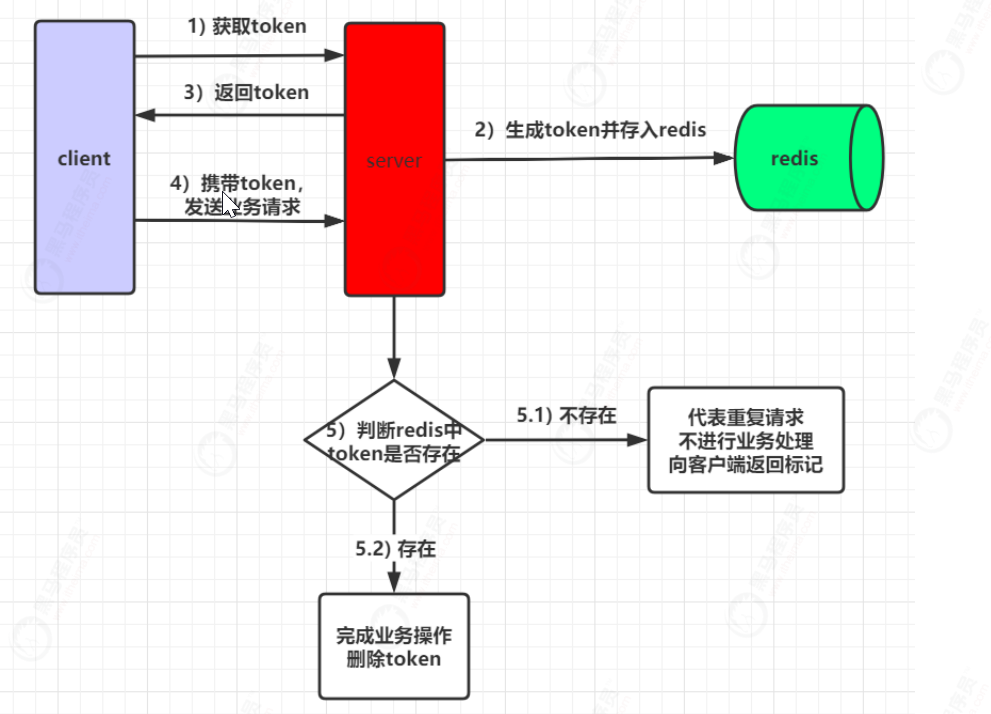 1) 获取token
3）返回token
2）生成token并存入redis
client
server
redis
4）携带token，
发送业务请求
5）判断redis中
token是否存在
5.1) 不存在
代表重复请求
不进行业务处理
向客户端返回标记
5.2) 存在
完成业务操作
删除token
黑马程序员